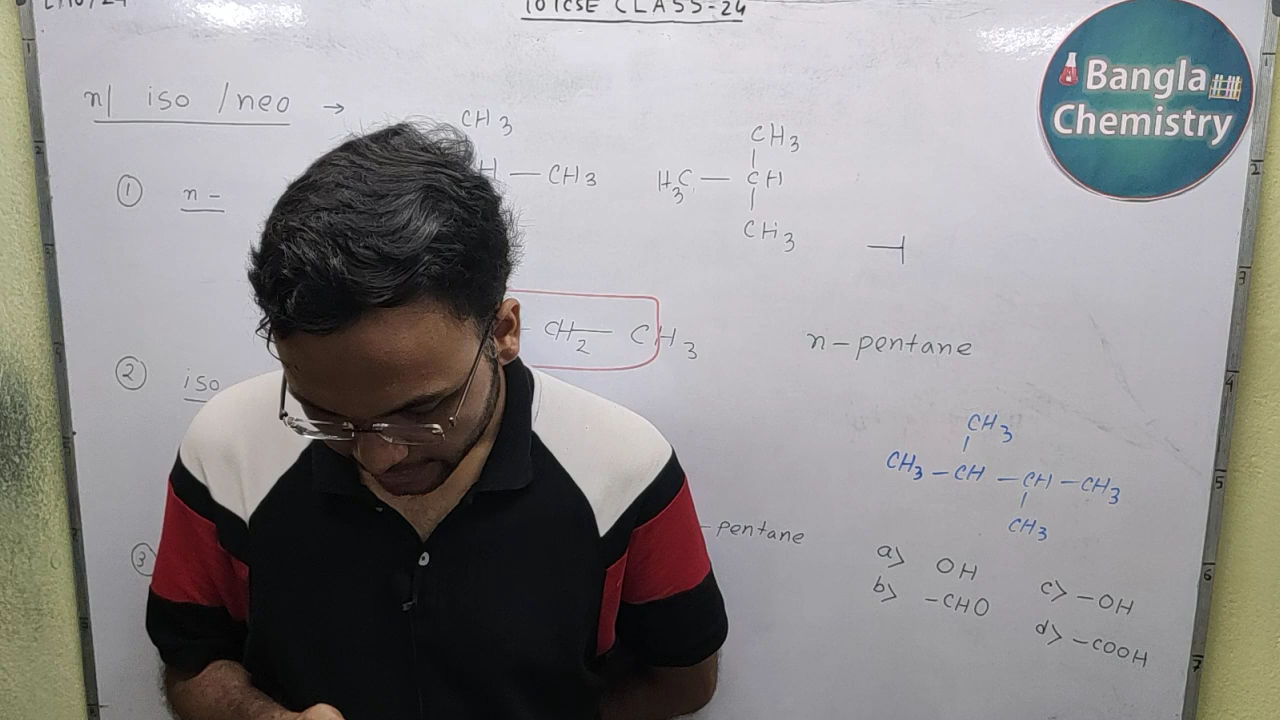 10 ICSE CLASS-24
Bangla
Chemistry
n/ iso /neo →
CH3
① n-
H — CH3
CH3
|
H3C — CH
|
CH3
② iso
CH2 — CH3
n-pentane
CH3
|
CH3 — CH — CH — CH3
|
CH3
③
-pentane
a> OH
b> -CHO
c> -OH
d> -COOH